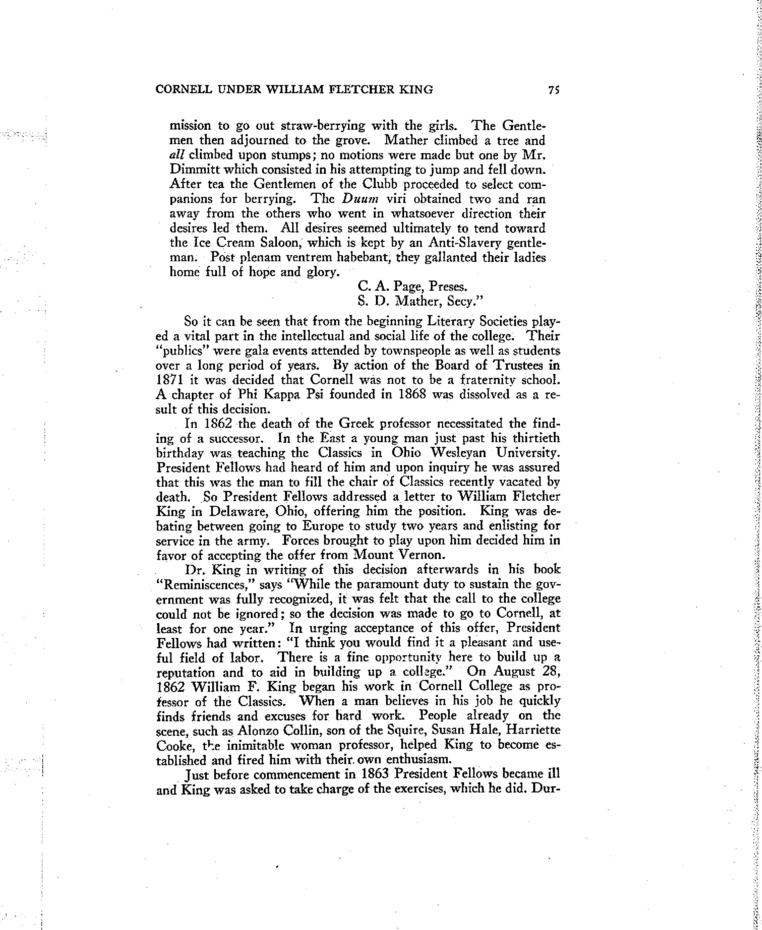 CORNELL UNDER WILLIAM FLETCHER KING 75
mission to go out straw-berrying with the girls. The Gentle-
men then adjourned to the grove. Mather climbed a tree and
all climbed upon stumps; no motions were made but one by Mr.
Dimmitt which consisted in his attempting to jump and fell down.
After tea the Gentlemen of the Clubb proceeded to select com-
panions for berrying. The Duum viri obtained two and ran
away from the others who went in whatsoever direction their
desires led them. All desires seemed ultimately to tend toward
the Ice Cream Saloon, which is kept by an Anti-Slavery gentle-
man. Post plenam ventrem habebant, they gallanted their ladies
home full of hope and glory.
C. A. Page, Preses.
S. D. Mather, Secy."
So it can be seen that from the beginning Literary Societies play-
ed a vital part in the intellectual and social life of the college. Their
"publics" were gala events attended by townspeople as well as students
over a long period of years. By action of the Board of Trustees in
1871 it was decided that Cornell was not to be a fraternity school.
A chapter of Phi Kappa Psi founded in 1868 was dissolved as a re-
sult of this decision.
In 1862 the death of the Greek professor necessitated the find-
ing of a successor. In the East a young man just past his thirtieth
birthday was teaching the Classics in Ohio Wesleyan University.
President Fellows had heard of him and upon inquiry he was assured
that this was the man to fill the chair of Classics recently vacated by
death. So President Fellows addressed a letter to William Fletcher
King in Delaware, Ohio, offering him the position. King was de-
bating between going to Europe to study two years and enlisting for
service in the army. Forces brought to play upon him decided him in
favor of accepting the offer from Mount Vernon.
Dr. King in writing of this decision afterwards in his book
"Reminiscences," says "While the paramount duty to sustain the gov-
ernment was fully recognized, it was felt that the call to the college
could not be ignored; so the decision was made to go to Cornell, at
least for one year." In urging acceptance of this offer, President
Fellows had written: "I think you would find it a pleasant and use-
ful field of labor. There is a fine opportunity here to build up a
reputation and to aid in building up a college." On August 28,
1862 William F. King began his work in Cornell College as pro-
fessor of the Classics. When a man believes in his job he quickly
finds friends and excuses for hard work. People already on the
scene, such as Alonzo Collin, son of the Squire, Susan Hale, Harriette
Cooke, the inimitable woman professor, helped King to become es-
tablished and fired him with their own enthusiasm.
Just before commencement in 1863 President Fellows became ill
and King was asked to take charge of the exercises, which he did. Dur-